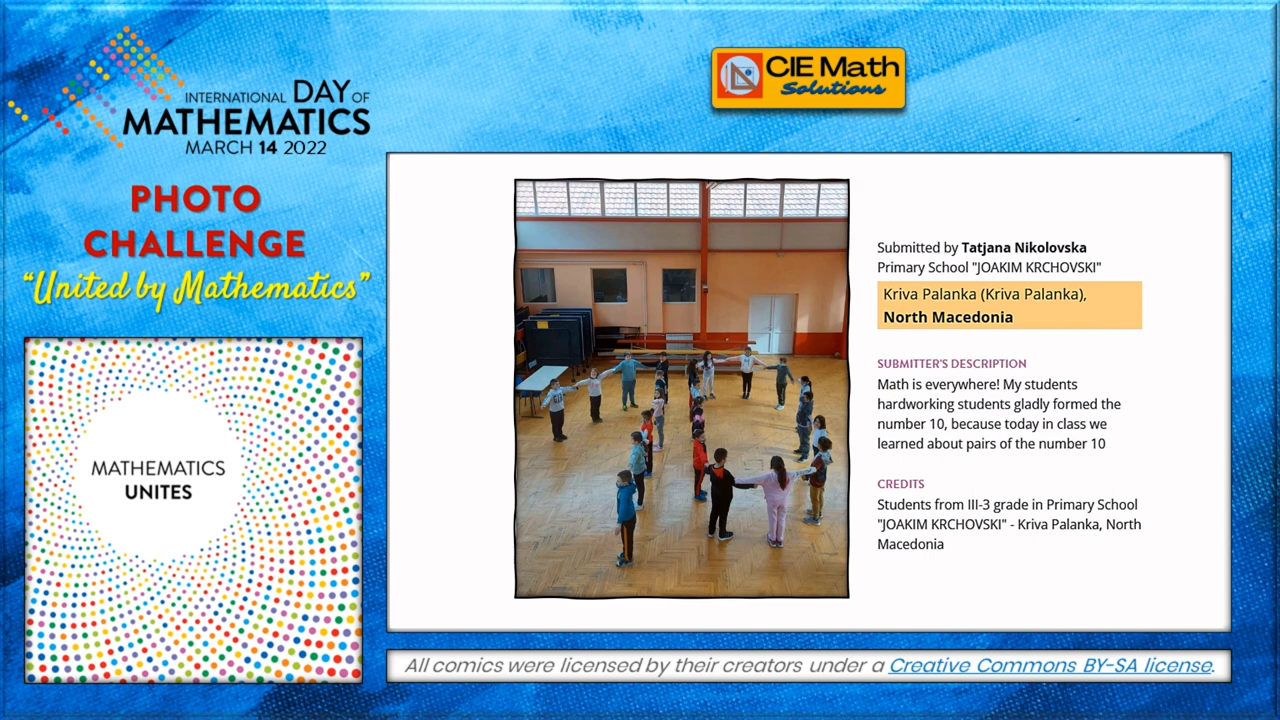 INTERNATIONAL DAY OF
MATHEMATICS
MARCH 14 2022
PHOTO
CHALLENGE
“United by Mathematics”
MATHEMATICS
UNITES
CIE Math
Solutions
Submitted by Tatjana Nikolovska
Primary School "JOAKIM KRCHOVSKI"
Kriva Palanka (Kriva Palanka),
North Macedonia
SUBMITTER'S DESCRIPTION
Math is everywhere! My students
hardworking students gladly formed the
number 10, because today in class we
learned about pairs of the number 10
CREDITS
Students from III-3 grade in Primary School
"JOAKIM KRCHOVSKI" - Kriva Palanka, North
Macedonia
All comics were licensed by their creators under a Creative Commons BY-SA license.